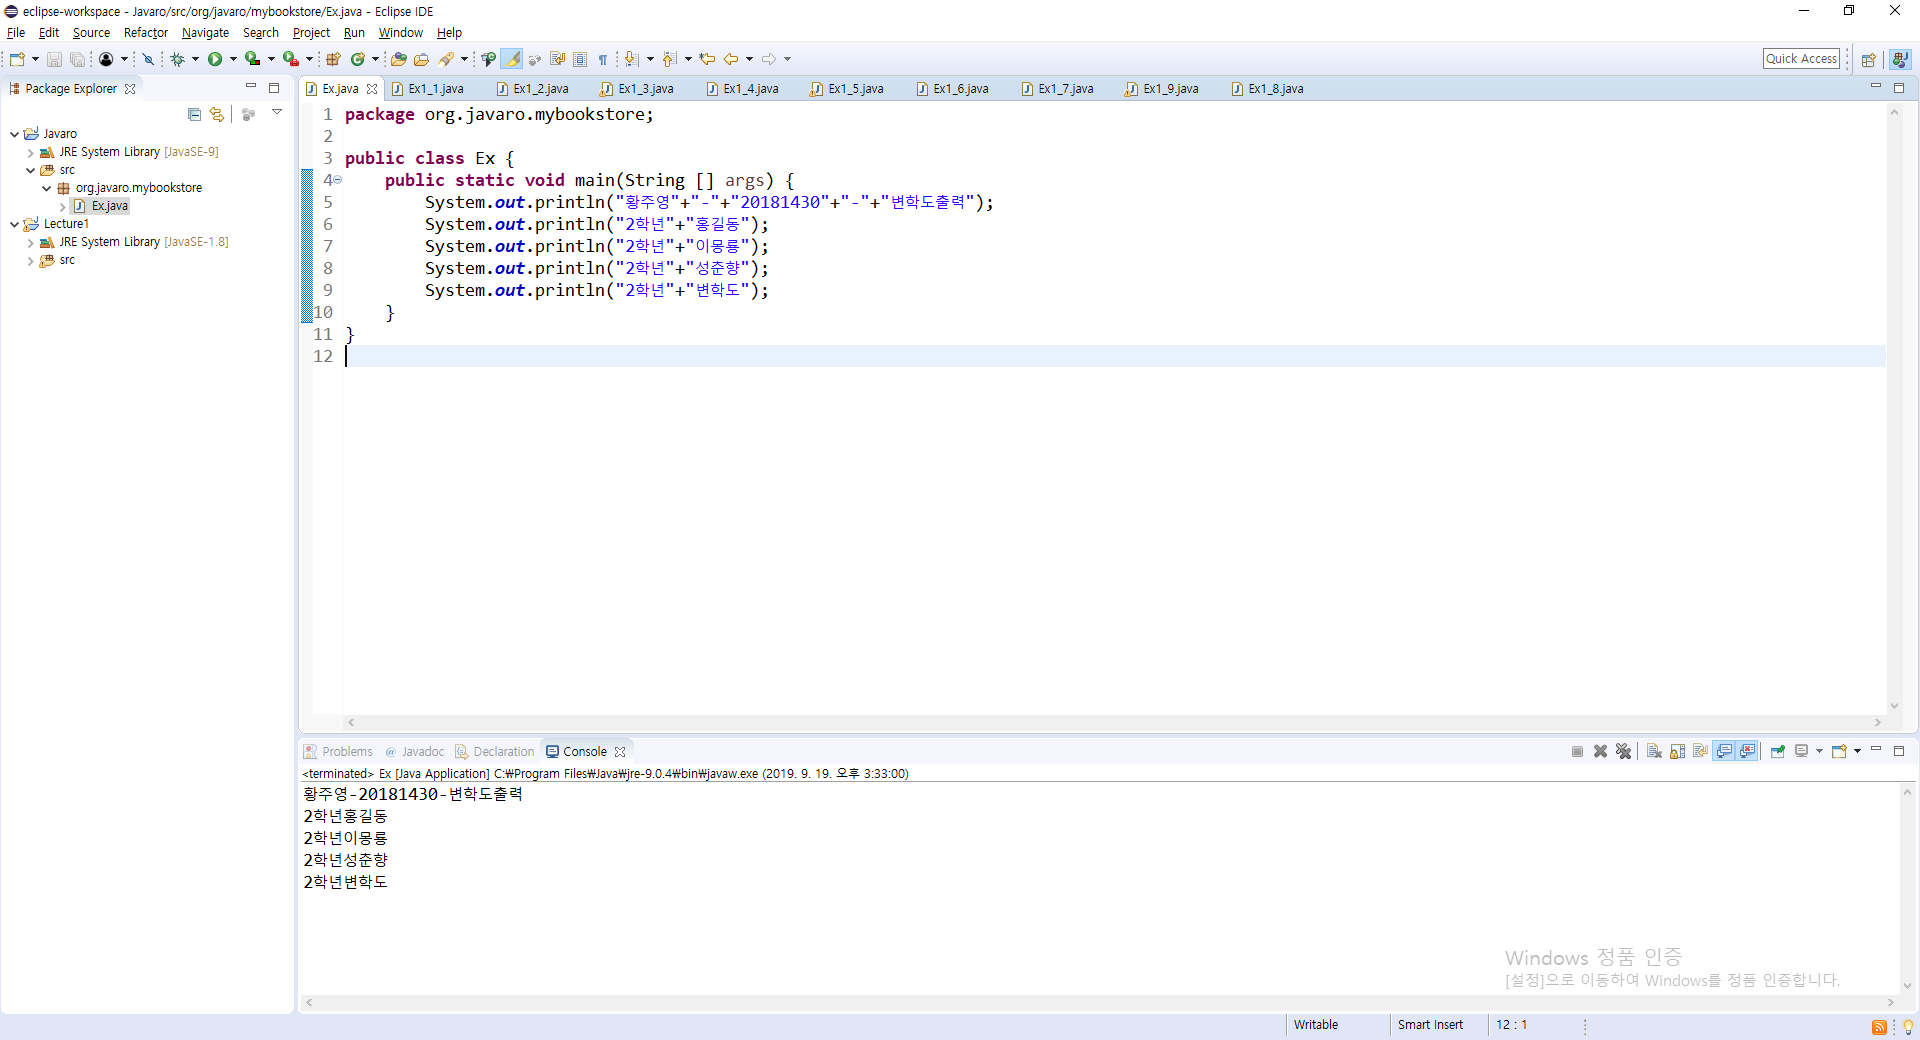 eclipse-workspace - Javaro/src/org/javaro/mybookstore/Ex.java - Eclipse IDE
File Edit Source Refactor Navigate Search Project Run Window Help
Quick Access
Package Explorer
Javaro
JRE System Library [JavaSE-9]
src
org.javaro.mybookstore
Ex.java
Lecture1
JRE System Library [JavaSE-1.8]
src
Ex.java Ex1_1.java Ex1_2.java Ex1_3.java Ex1_4.java Ex1_5.java Ex1_6.java Ex1_7.java Ex1_9.java Ex1_8.java
1 package org.javaro.mybookstore;
2
3 public class Ex {
4 public static void main(String [] args) {
5 System.out.println("황주영"+"-"+"20181430"+"-"+"변학도출력");
6 System.out.println("2학년"+"홍길동");
7 System.out.println("2학년"+"이몽룡");
8 System.out.println("2학년"+"성춘향");
9 System.out.println("2학년"+"변학도");
10 }
11 }
12
Problems @ Javadoc Declaration Console
<terminated> Ex [Java Application] C:₩Program Files₩Java₩jre-9.0.4₩bin₩javaw.exe (2019. 9. 19. 오후 3:33:00)
황주영-20181430-변학도출력
2학년홍길동
2학년이몽룡
2학년성춘향
2학년변학도
Windows 정품 인증
[설정]으로 이동하여 Windows를 정품 인증합니다.
Writable Smart Insert 12 : 1